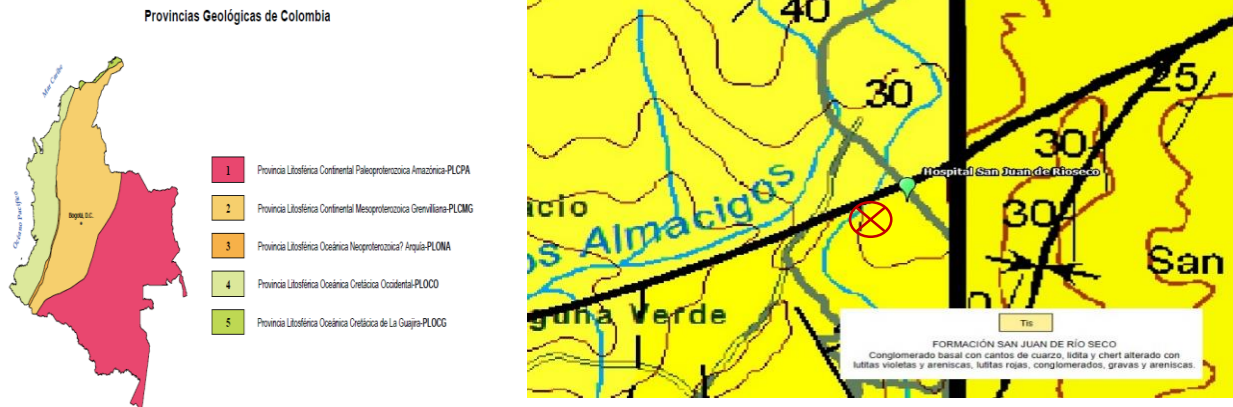 Provincias Geológicas de Colombia
Mar Caribe
Océano Pacífico
Bogotá, D.C.
1 Provincia Litosférica Continental Paleoproterozoica Amazónica-PLCPA
2 Provincia Litosférica Continental Mesoproterozoica Grenvilliana-PLCMG
3 Provincia Litosférica Oceánica Neoproterozoica? Arquía-PLONA
4 Provincia Litosférica Oceánica Cretácica Occidental-PLOCO
5 Provincia Litosférica Oceánica Cretácica de La Guajira-PLOCG
40
30
25
30
Hospital San Juan de Rioseco
acio
os Almacigos
30
San
guna Verde
Tis
FORMACIÓN SAN JUAN DE RÍO SECO
Conglomerado basal con cantos de cuarzo, lidita y chert alterado con
lutitas violetas y areniscas, lutitas rojas, conglomerados, gravas y areniscas.